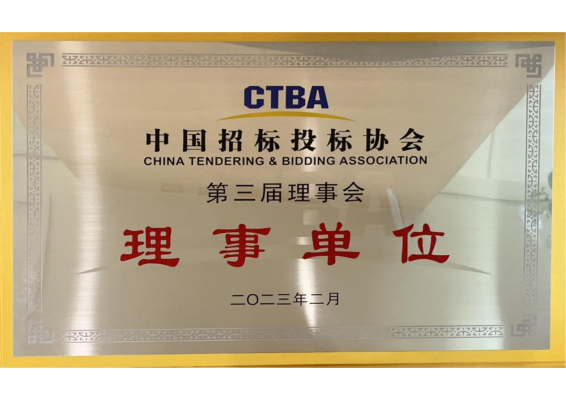 CTBA
中国招标投标协会
CHINA TENDERING & BIDDING ASSOCIATION
第三届理事会
理事单位
二〇二三年二月